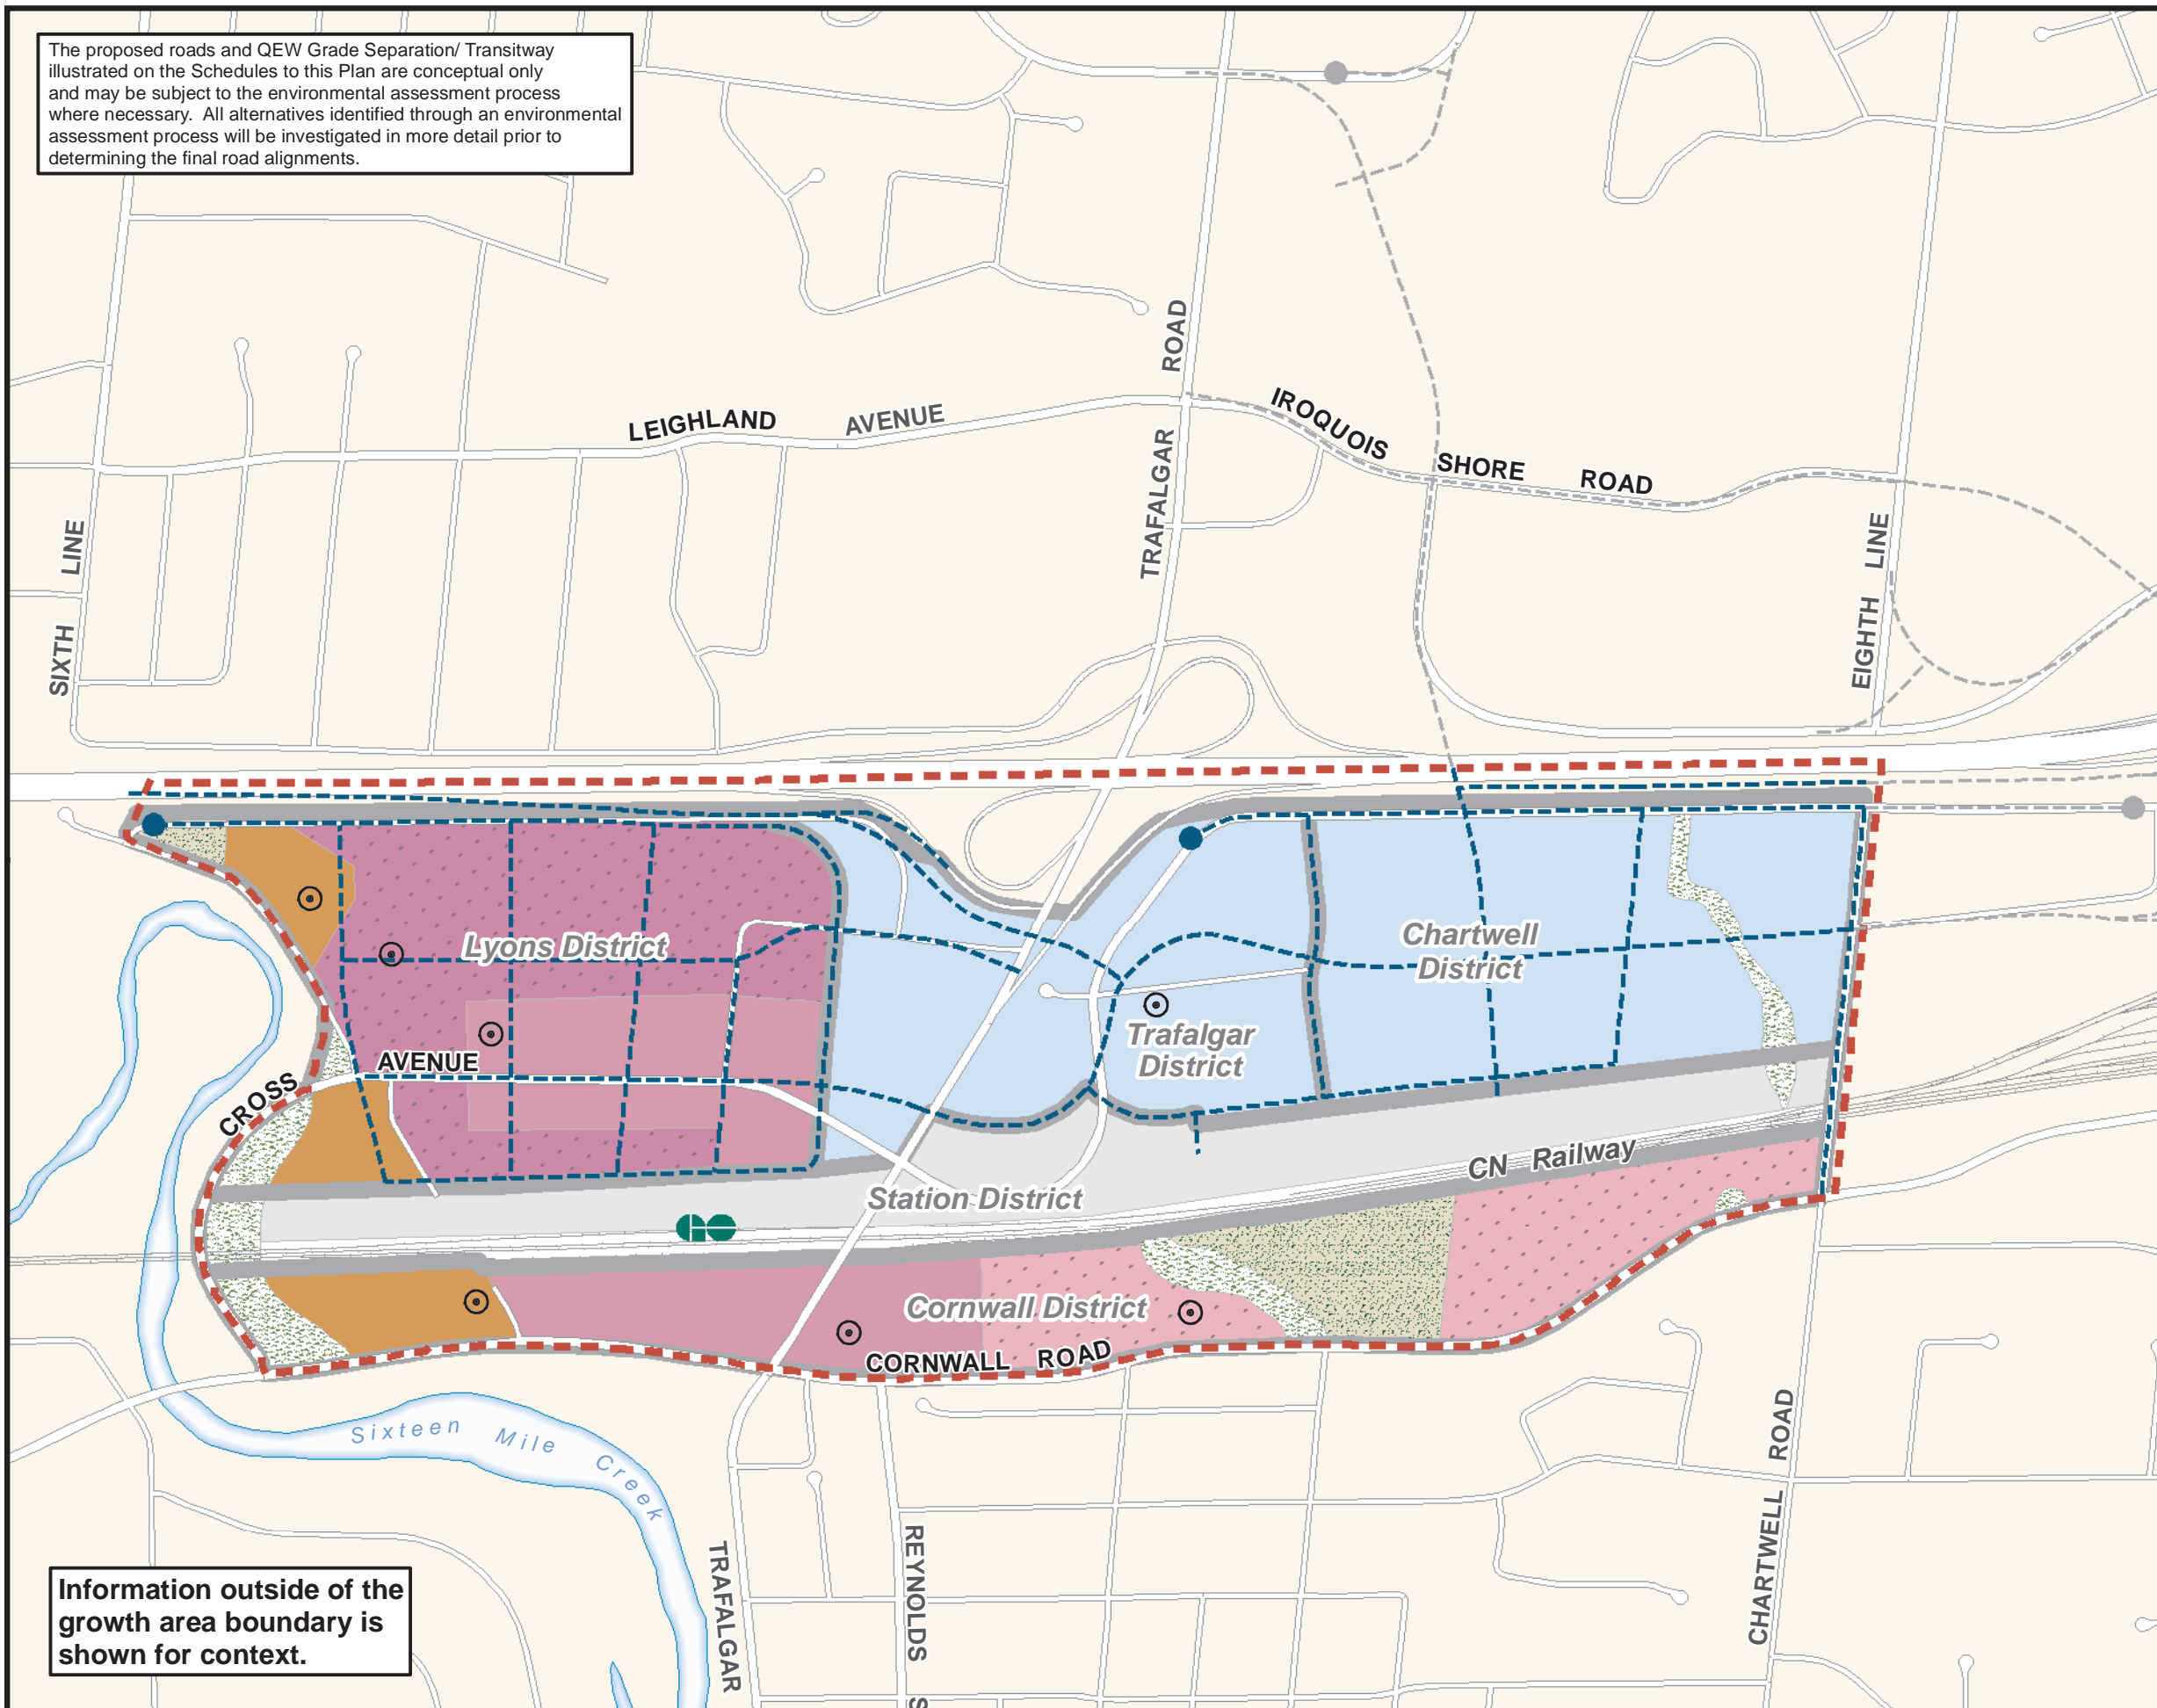 The proposed roads and QEW Grade Separation/ Transitway
illustrated on the Schedules to this Plan are conceptual only
and may be subject to the environmental assessment process
where necessary.  All alternatives identified through an environmental
assessment process will be investigated in more detail prior to
determining the final road alignments.
TRAFALGAR ROAD
LEIGHLAND AVENUE
IROQUOIS SHORE ROAD
SIXTH LINE
EIGHTH LINE
Lyons District
Chartwell
District
Trafalgar
District
CROSS AVENUE
CN Railway
Station District
GO
Cornwall District
CORNWALL ROAD
Sixteen Mile Creek
CHARTWELL ROAD
TRAFALGAR
REYNOLDS S
Information outside of the
growth area boundary is
shown for context.